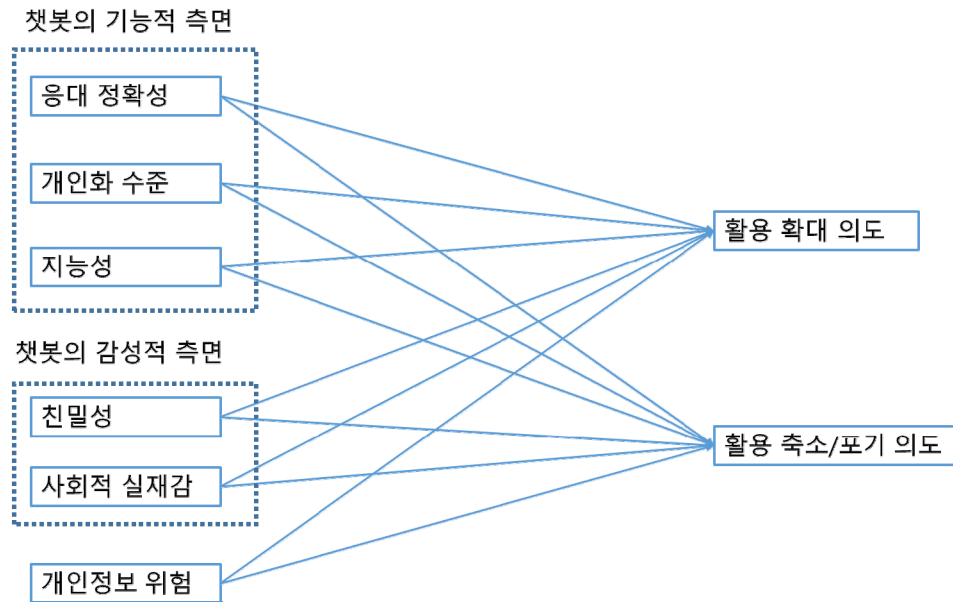 챗봇의 기능적 측면
응대 정확성
개인화 수준
지능성
활용 확대 의도
챗봇의 감성적 측면
친밀성
사회적 실재감
활용 축소/포기 의도
개인정보 위험